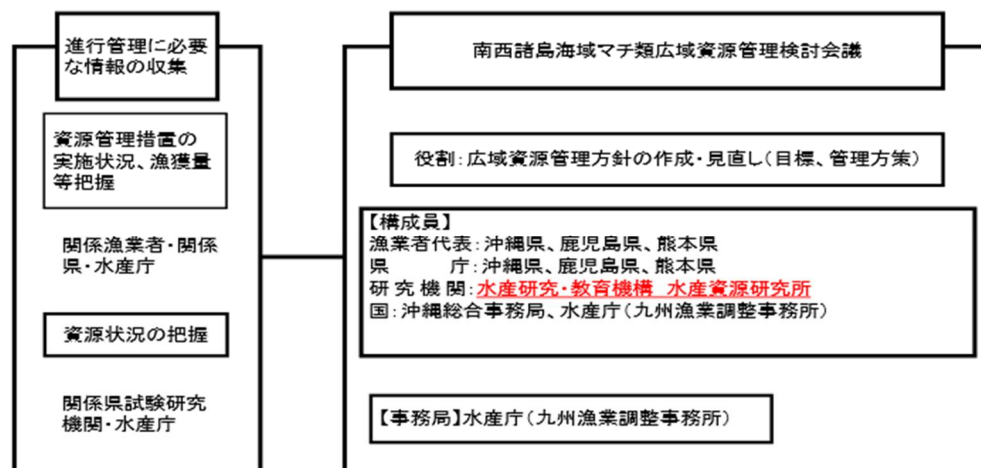 進行管理に必要
な情報の収集
資源管理措置の
実施状況、漁獲量
等把握
関係漁業者・関係
県・水産庁
資源状況の把握
関係県試験研究
機関・水産庁
南西諸島海域マチ類広域資源管理検討会議
役割：広域資源管理方針の作成・見直し（目標、管理方策）
【構成員】
漁業者代表：沖縄県、鹿児島県、熊本県
県　　　庁：沖縄県、鹿児島県、熊本県
研 究 機 関：水産研究・教育機構　水産資源研究所
国：沖縄総合事務局、水産庁（九州漁業調整事務所）
【事務局】水産庁（九州漁業調整事務所）